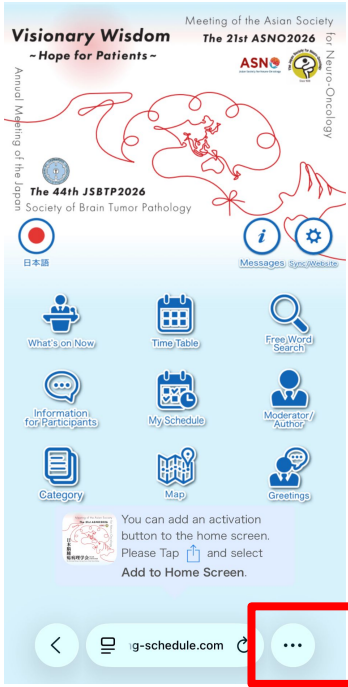 Visionary Wisdom
~Hope for Patients~
Meeting of the Asian Society
for Neuro-Oncology
The 21st ASNO2026
ASNO
Annual Meeting of the Japan
Society of Brain Tumor Pathology
The 44th JSBTP2026
日本語
Messages
Sync/Website
What's on Now
Time Table
Free Word
Search
Information
for Participants
My Schedule
Moderator/
Author
Category
Map
Greetings
You can add an activation
button to the home screen.
Please Tap and select
Add to Home Screen.
g-schedule.com